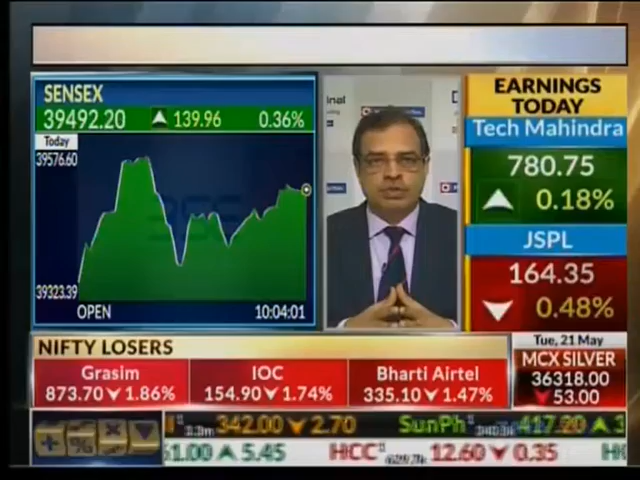 SENSEX
39492.20 139.96 0.36%
Today
39576.60
39323.39
OPEN 10:04:01
EARNINGS
TODAY
Tech Mahindra
780.75
0.18%
JSPL
164.35
0.48%
NIFTY LOSERS
Grasim
873.70 1.86%
IOC
154.90 1.74%
Bharti Airtel
335.10 1.47%
Tue, 21 May
MCX SILVER
36318.00
53.00
342.00 2.70 SunPh 417.20
61.00 5.45 HCC 12.60 0.35